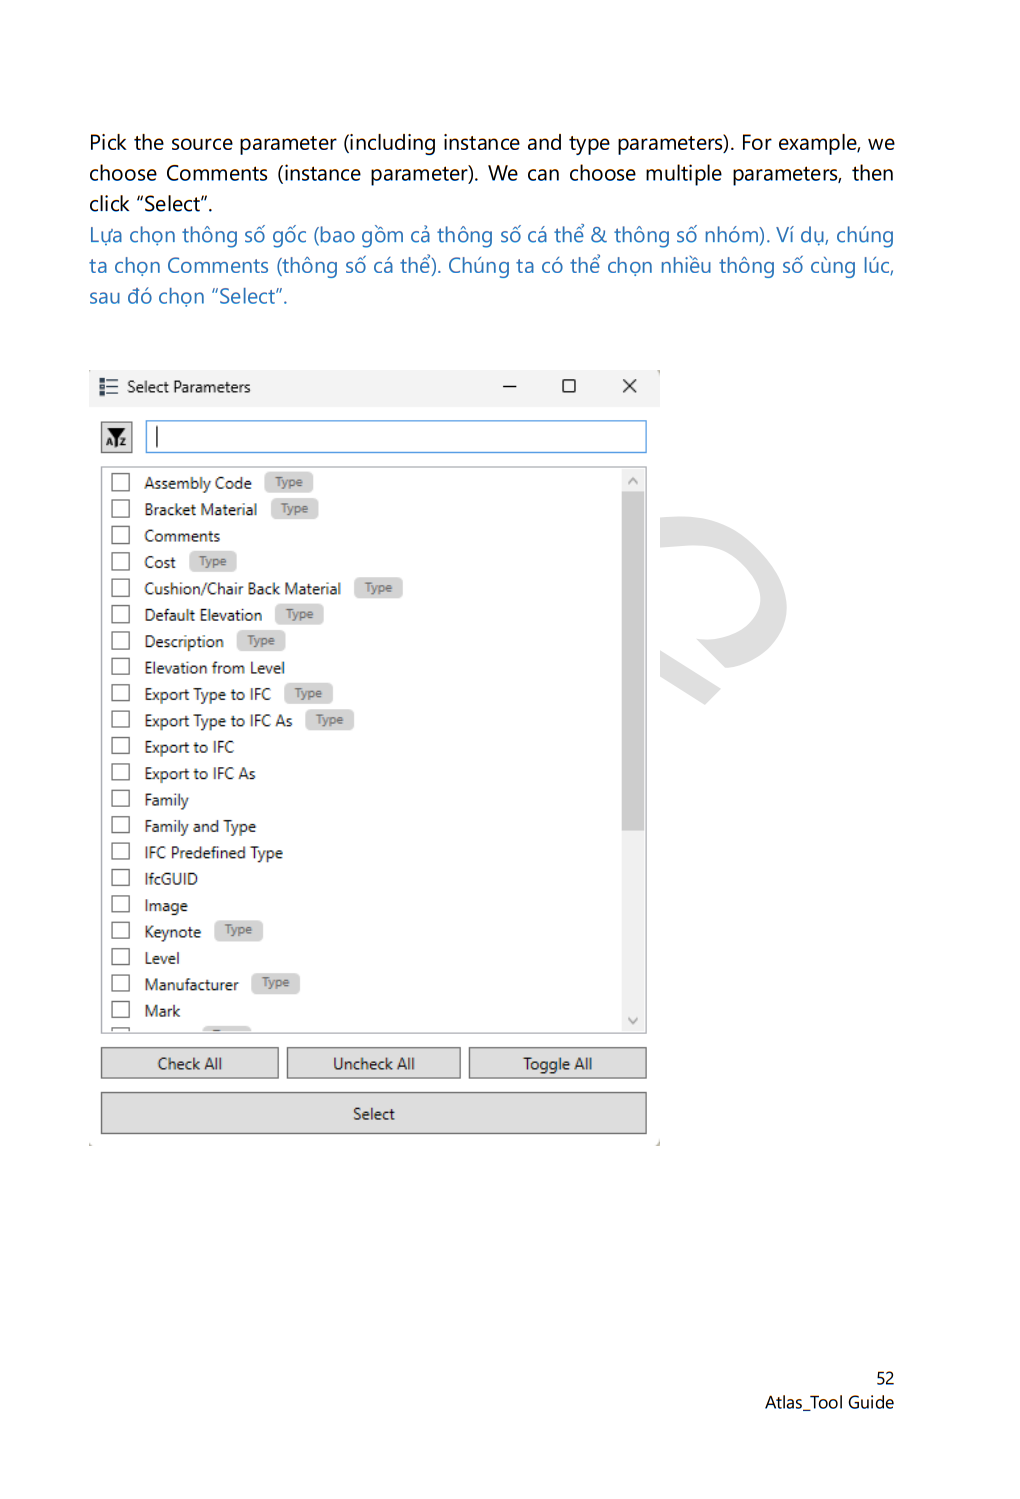 Pick the source parameter (including instance and type parameters). For example, we
choose Comments (instance parameter). We can choose multiple parameters, then
click “Select”.
Lựa chọn thông số gốc (bao gồm cả thông số cá thể & thông số nhóm). Ví dụ, chúng
ta chọn Comments (thông số cá thể). Chúng ta có thể chọn nhiều thông số cùng lúc,
sau đó chọn “Select”.
Select Parameters
AZ
Assembly Code Type
Bracket Material Type
Comments
Cost Type
Cushion/Chair Back Material Type
Default Elevation Type
Description Type
Elevation from Level
Export Type to IFC Type
Export Type to IFC As Type
Export to IFC
Export to IFC As
Family
Family and Type
IFC Predefined Type
IfcGUID
Image
Keynote Type
Level
Manufacturer Type
Mark
Check All Uncheck All Toggle All
Select
52
Atlas_Tool Guide